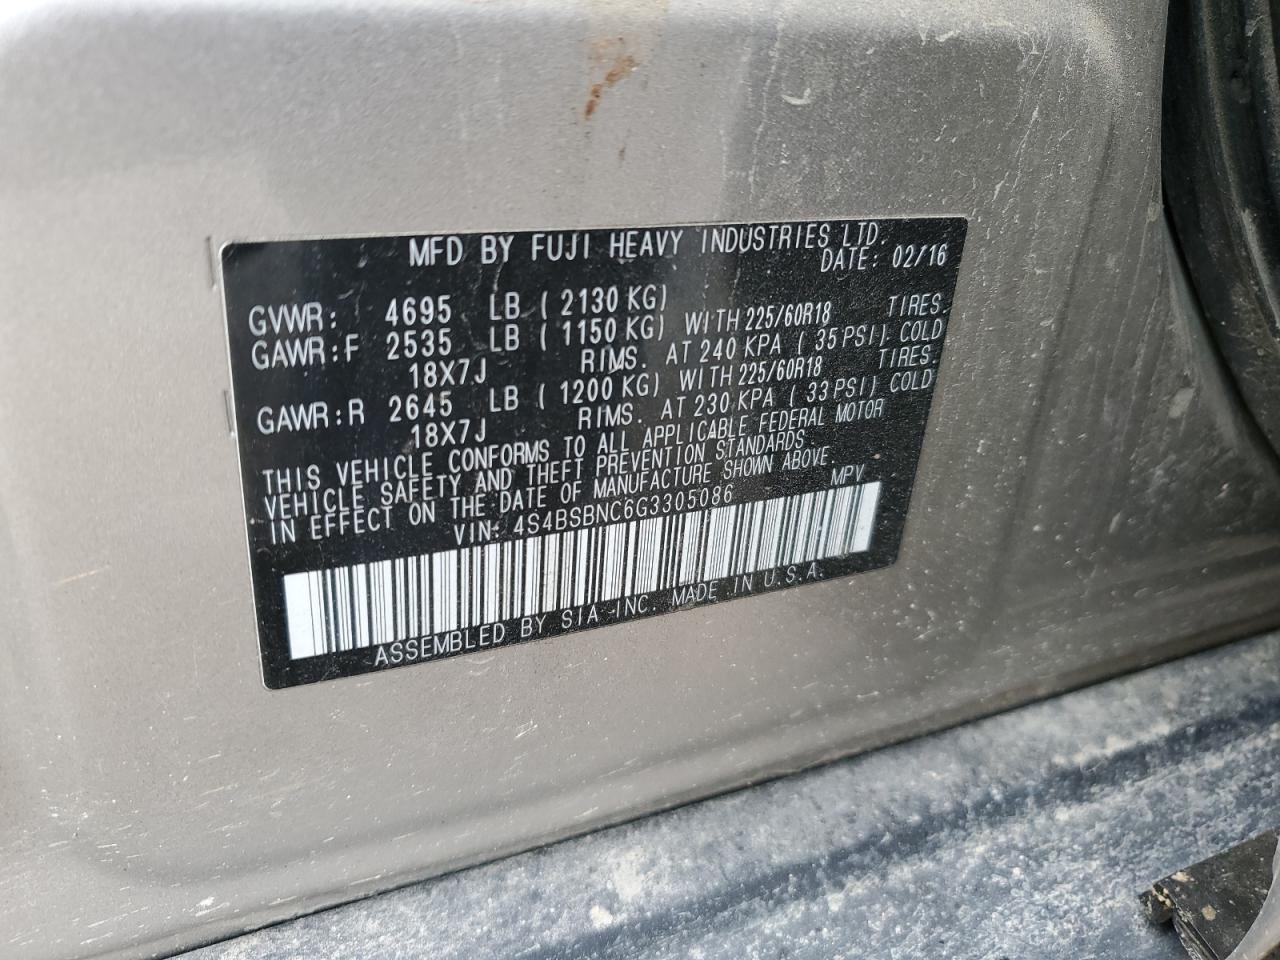 MFD BY FUJI HEAVY INDUSTRIES LTD.
DATE: 02/16
GVWR: 4695 LB ( 2130 KG)
GAWR:F 2535 LB ( 1150 KG) WITH 225/60R18 TIRES.
18X7J RIMS. AT 240 KPA ( 35 PSI) COLD
GAWR:R 2645 LB ( 1200 KG) WITH 225/60R18 TIRES.
18X7J RIMS. AT 230 KPA ( 33 PSI) COLD
THIS VEHICLE CONFORMS TO ALL APPLICABLE FEDERAL MOTOR
VEHICLE SAFETY AND THEFT PREVENTION STANDARDS
IN EFFECT ON THE DATE OF MANUFACTURE SHOWN ABOVE
VIN: 4S4BSBNC6G3305086 MPV
ASSEMBLED BY SIA INC. MADE IN U.S.A.